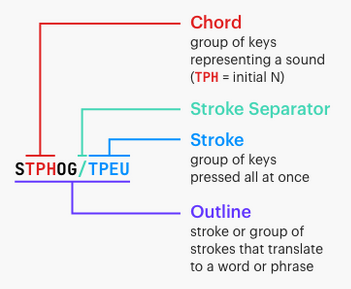 Chord
group of keys
representing a sound
(TPH = initial N)
Stroke Separator
Stroke
group of keys
pressed all at once
STPHOG/TPEU
Outline
stroke or group of
strokes that translate
to a word or phrase